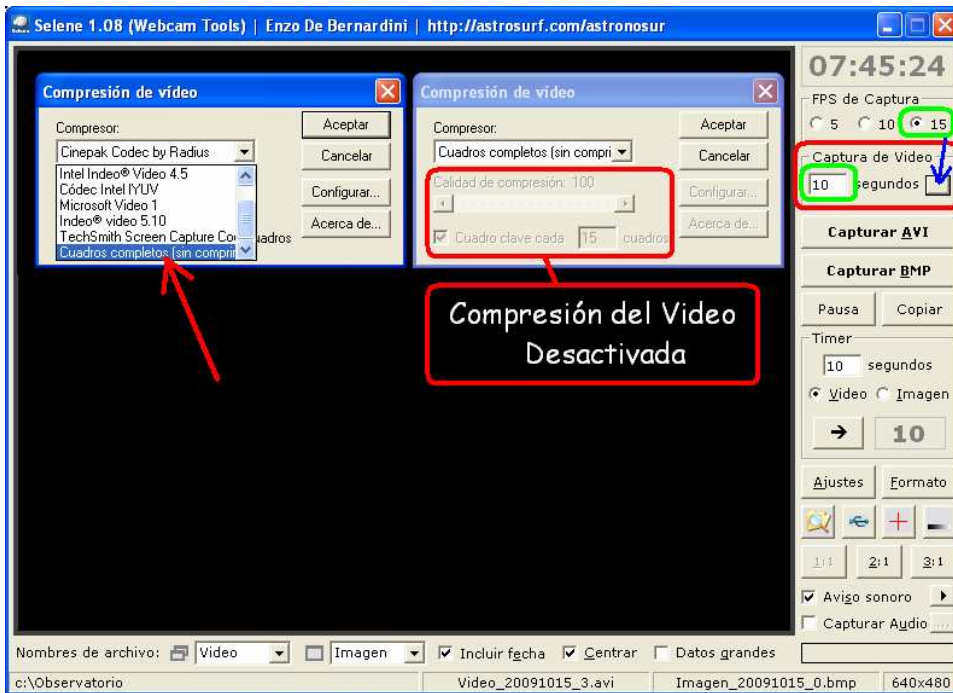 Selene 1.08 (Webcam Tools) | Enzo De Bernardini | http://astrosurf.com/astronosur
07:45:24
Compresión de vídeo
Compresor:
Cinepak Codec by Radius
Intel Indeo® Video 4.5
Códec Intel IYUV
Microsoft Video 1
Indeo® video 5.10
TechSmith Screen Capture Co
Cuadros completos (sin comprir
uadros
Aceptar
Cancelar
Configurar...
Acerca de...
Compresión de vídeo
Compresor:
Cuadros completos (sin compri
Calidad de compresión: 100
Cuadro clave cada 15 cuadros
Aceptar
Cancelar
Configurar...
Acerca de...
Compresión del Video
Desactivada
FPS de Captura
5 10 15
Captura de Video
10 segundos
Capturar AVI
Capturar BMP
Pausa Copiar
Timer
10 segundos
Video Imagen
10
Ajustes Formato
1:1 2:1 3:1
Aviso sonoro
Capturar Audio ...
Nombres de archivo: Video Imagen Incluir fecha Centrar Datos grandes
c:\Observatorio Video_20091015_3.avi Imagen_20091015_0.bmp 640x480